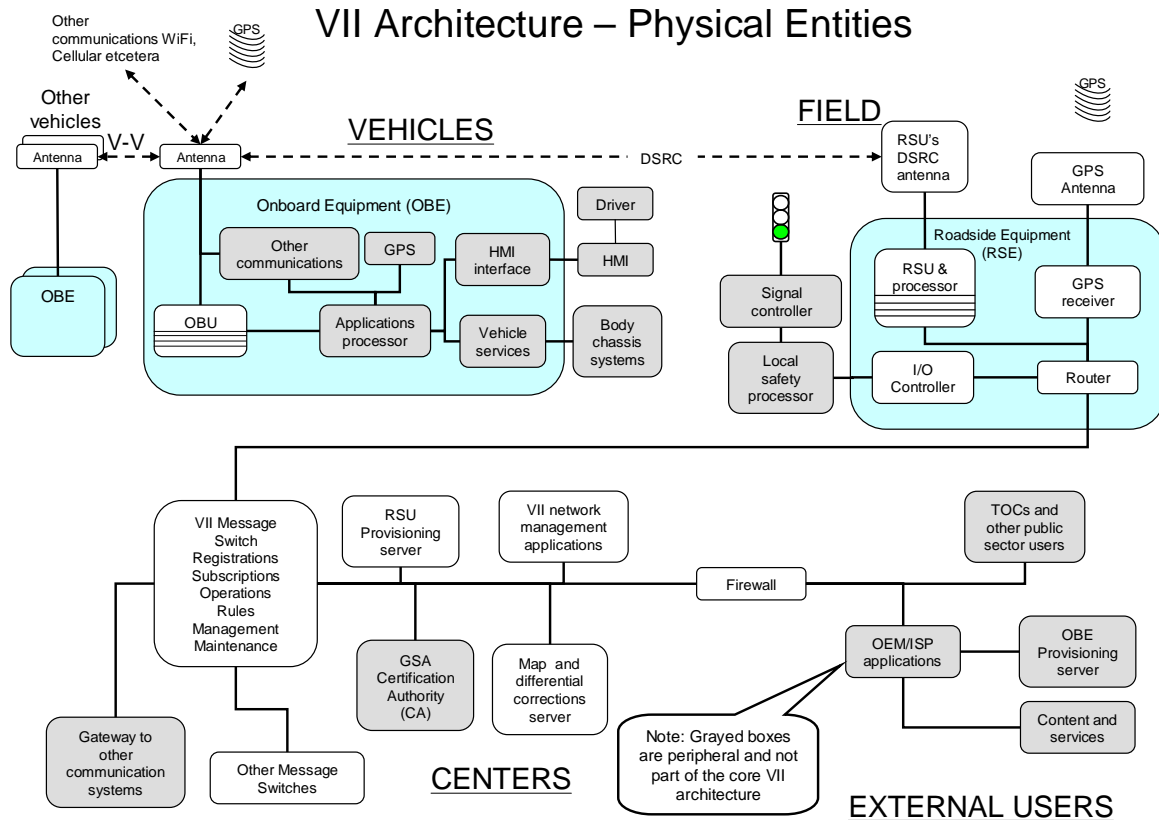 VII Architecture – Physical Entities
Other
communications WiFi,
Cellular etcetera
GPS
GPS
Other
vehicles
V-V
VEHICLES
FIELD
Antenna
Antenna
DSRC
RSU's
DSRC
antenna
GPS
Antenna
Onboard Equipment (OBE)
Driver
Other
communications
GPS
HMI
interface
HMI
Roadside Equipment
(RSE)
RSU &
processor
GPS
receiver
OBE
OBU
Applications
processor
Vehicle
services
Body
chassis
systems
Signal
controller
Local
safety
processor
I/O
Controller
Router
VII Message
Switch
Registrations
Subscriptions
Operations
Rules
Management
Maintenance
RSU
Provisioning
server
VII network
management
applications
TOCs and
other public
sector users
Firewall
GSA
Certification
Authority
(CA)
Map and
differential
corrections
server
OEM/ISP
applications
OBE
Provisioning
server
Content and
services
Gateway to
other
communication
systems
Other Message
Switches
CENTERS
Note: Grayed boxes
are peripheral and not
part of the core VII
architecture
EXTERNAL USERS